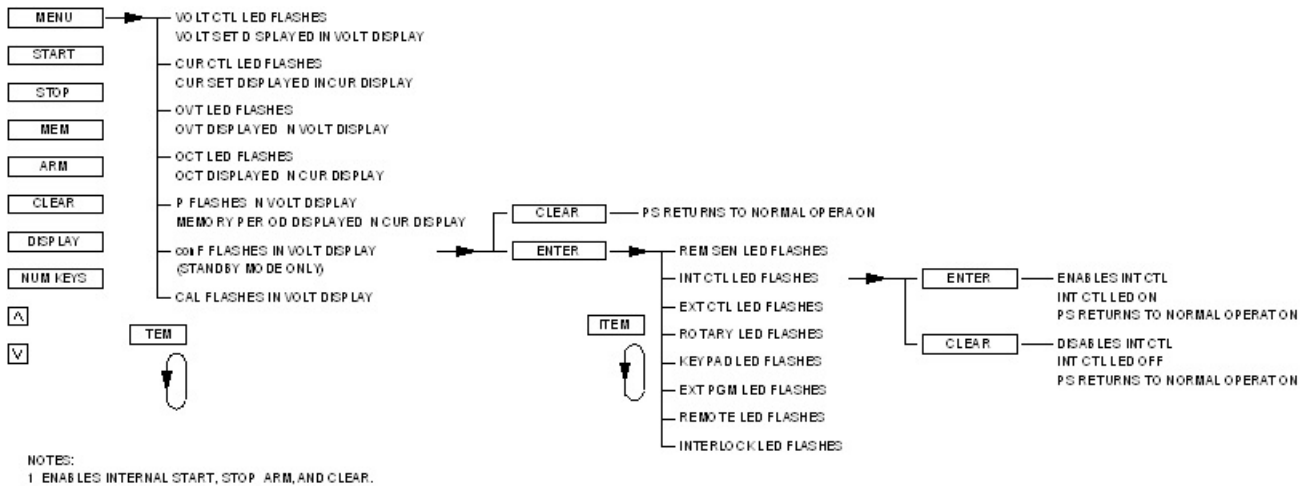 MENU
START
STOP
MEM
ARM
CLEAR
DISPLAY
NUM KEYS
VOLT CTL LED FLASHES
VOLT SET D SPLAYED IN VOLT DISPLAY
CUR CTL LED FLASHES
CUR SET DISPLAYED IN CUR DISPLAY
OVT LED FLASHES
OVT DISPLAYED N VOLT DISPLAY
OCT LED FLASHES
OCT DISPLAYED N CUR DISPLAY
P FLASHES N VOLT DISPLAY
MEMORY PER OD DISPLAYED N CUR DISPLAY
conF FLASHES IN VOLT DISPLAY
(STANDBY MODE ONLY)
CAL FLASHES IN VOLT DISPLAY
TEM
CLEAR
PS RETURNS TO NORMAL OPERAON
ENTER
REM SEN LED FLASHES
INT CTL LED FLASHES
EXT CTL LED FLASHES
ROTARY LED FLASHES
KEYPAD LED FLASHES
EXT PGM LED FLASHES
REMOTE LED FLASHES
INTERLOCK LED FLASHES
ITEM
ENTER
ENABLES INT CTL
INT CTL LED ON
PS RETURNS TO NORMAL OPERAT ON
CLEAR
DISABLES INT CTL
INT CTL LED OFF
PS RETURNS TO NORMAL OPERAT ON
NOTES:
1 ENABLES INTERNAL START, STOP ARM, AND CLEAR.